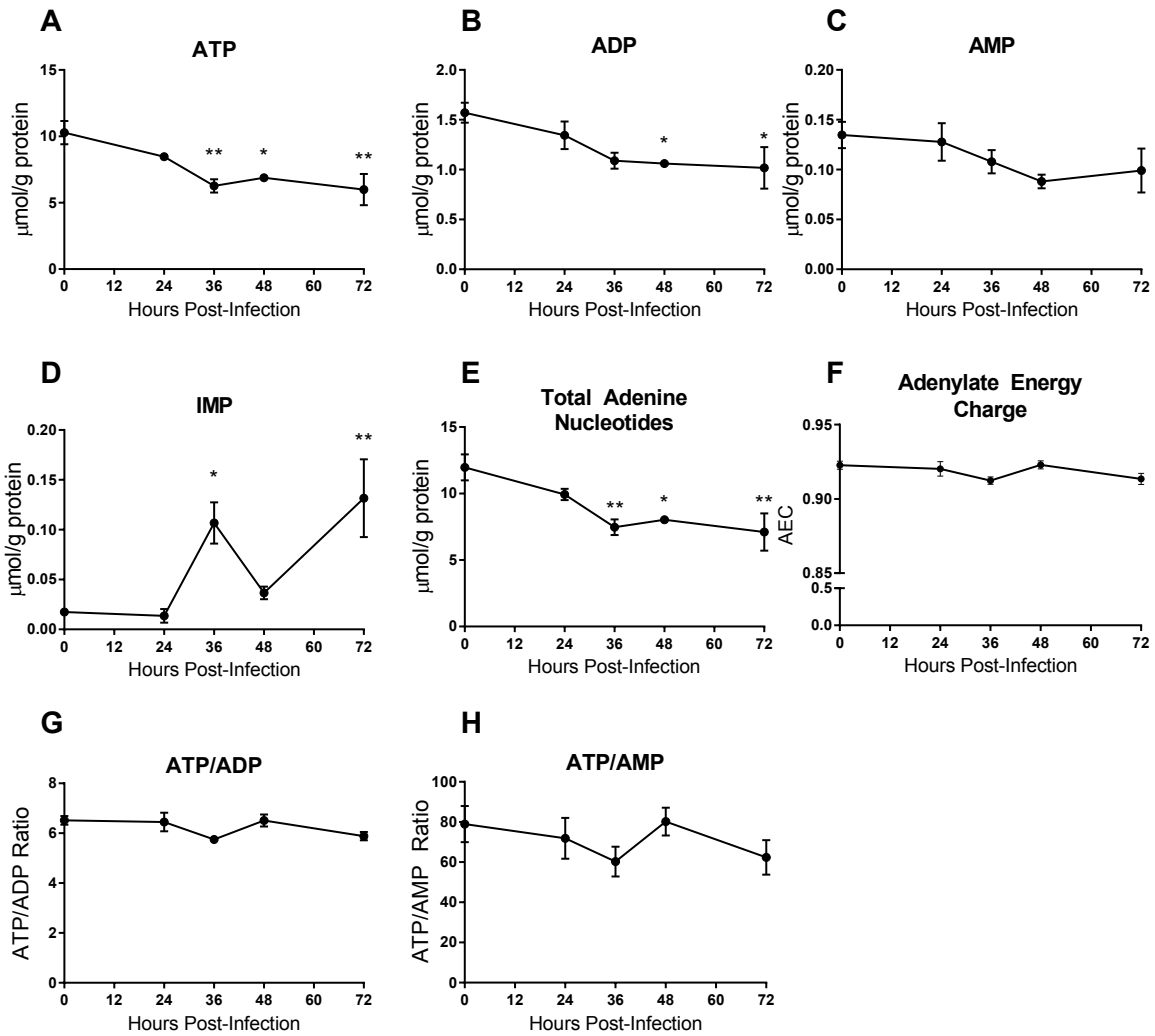 A
ATP
15
10
5
0
μmol/g protein
**
*
**
0 12 24 36 48 60 72
Hours Post-Infection
B
ADP
2.0
1.5
1.0
0.5
0.0
μmol/g protein
*
*
0 12 24 36 48 60 72
Hours Post-Infection
C
AMP
0.20
0.15
0.10
0.05
0.00
μmol/g protein
0 12 24 36 48 60 72
Hours Post-Infection
D
IMP
0.20
0.15
0.10
0.05
0.00
μmol/g protein
*
**
0 12 24 36 48 60 72
Hours Post-Infection
E
Total Adenine
Nucleotides
15
10
5
0
μmol/g protein
**
*
**
0 12 24 36 48 60 72
Hours Post-Infection
F
Adenylate Energy
Charge
0.95
0.90
0.85
0.5
0.0
AEC
0 12 24 36 48 60 72
Hours Post-Infection
G
ATP/ADP
8
6
4
2
0
ATP/ADP Ratio
0 12 24 36 48 60 72
Hours Post-Infection
H
ATP/AMP
100
80
60
40
20
0
ATP/AMP Ratio
0 12 24 36 48 60 72
Hours Post-Infection